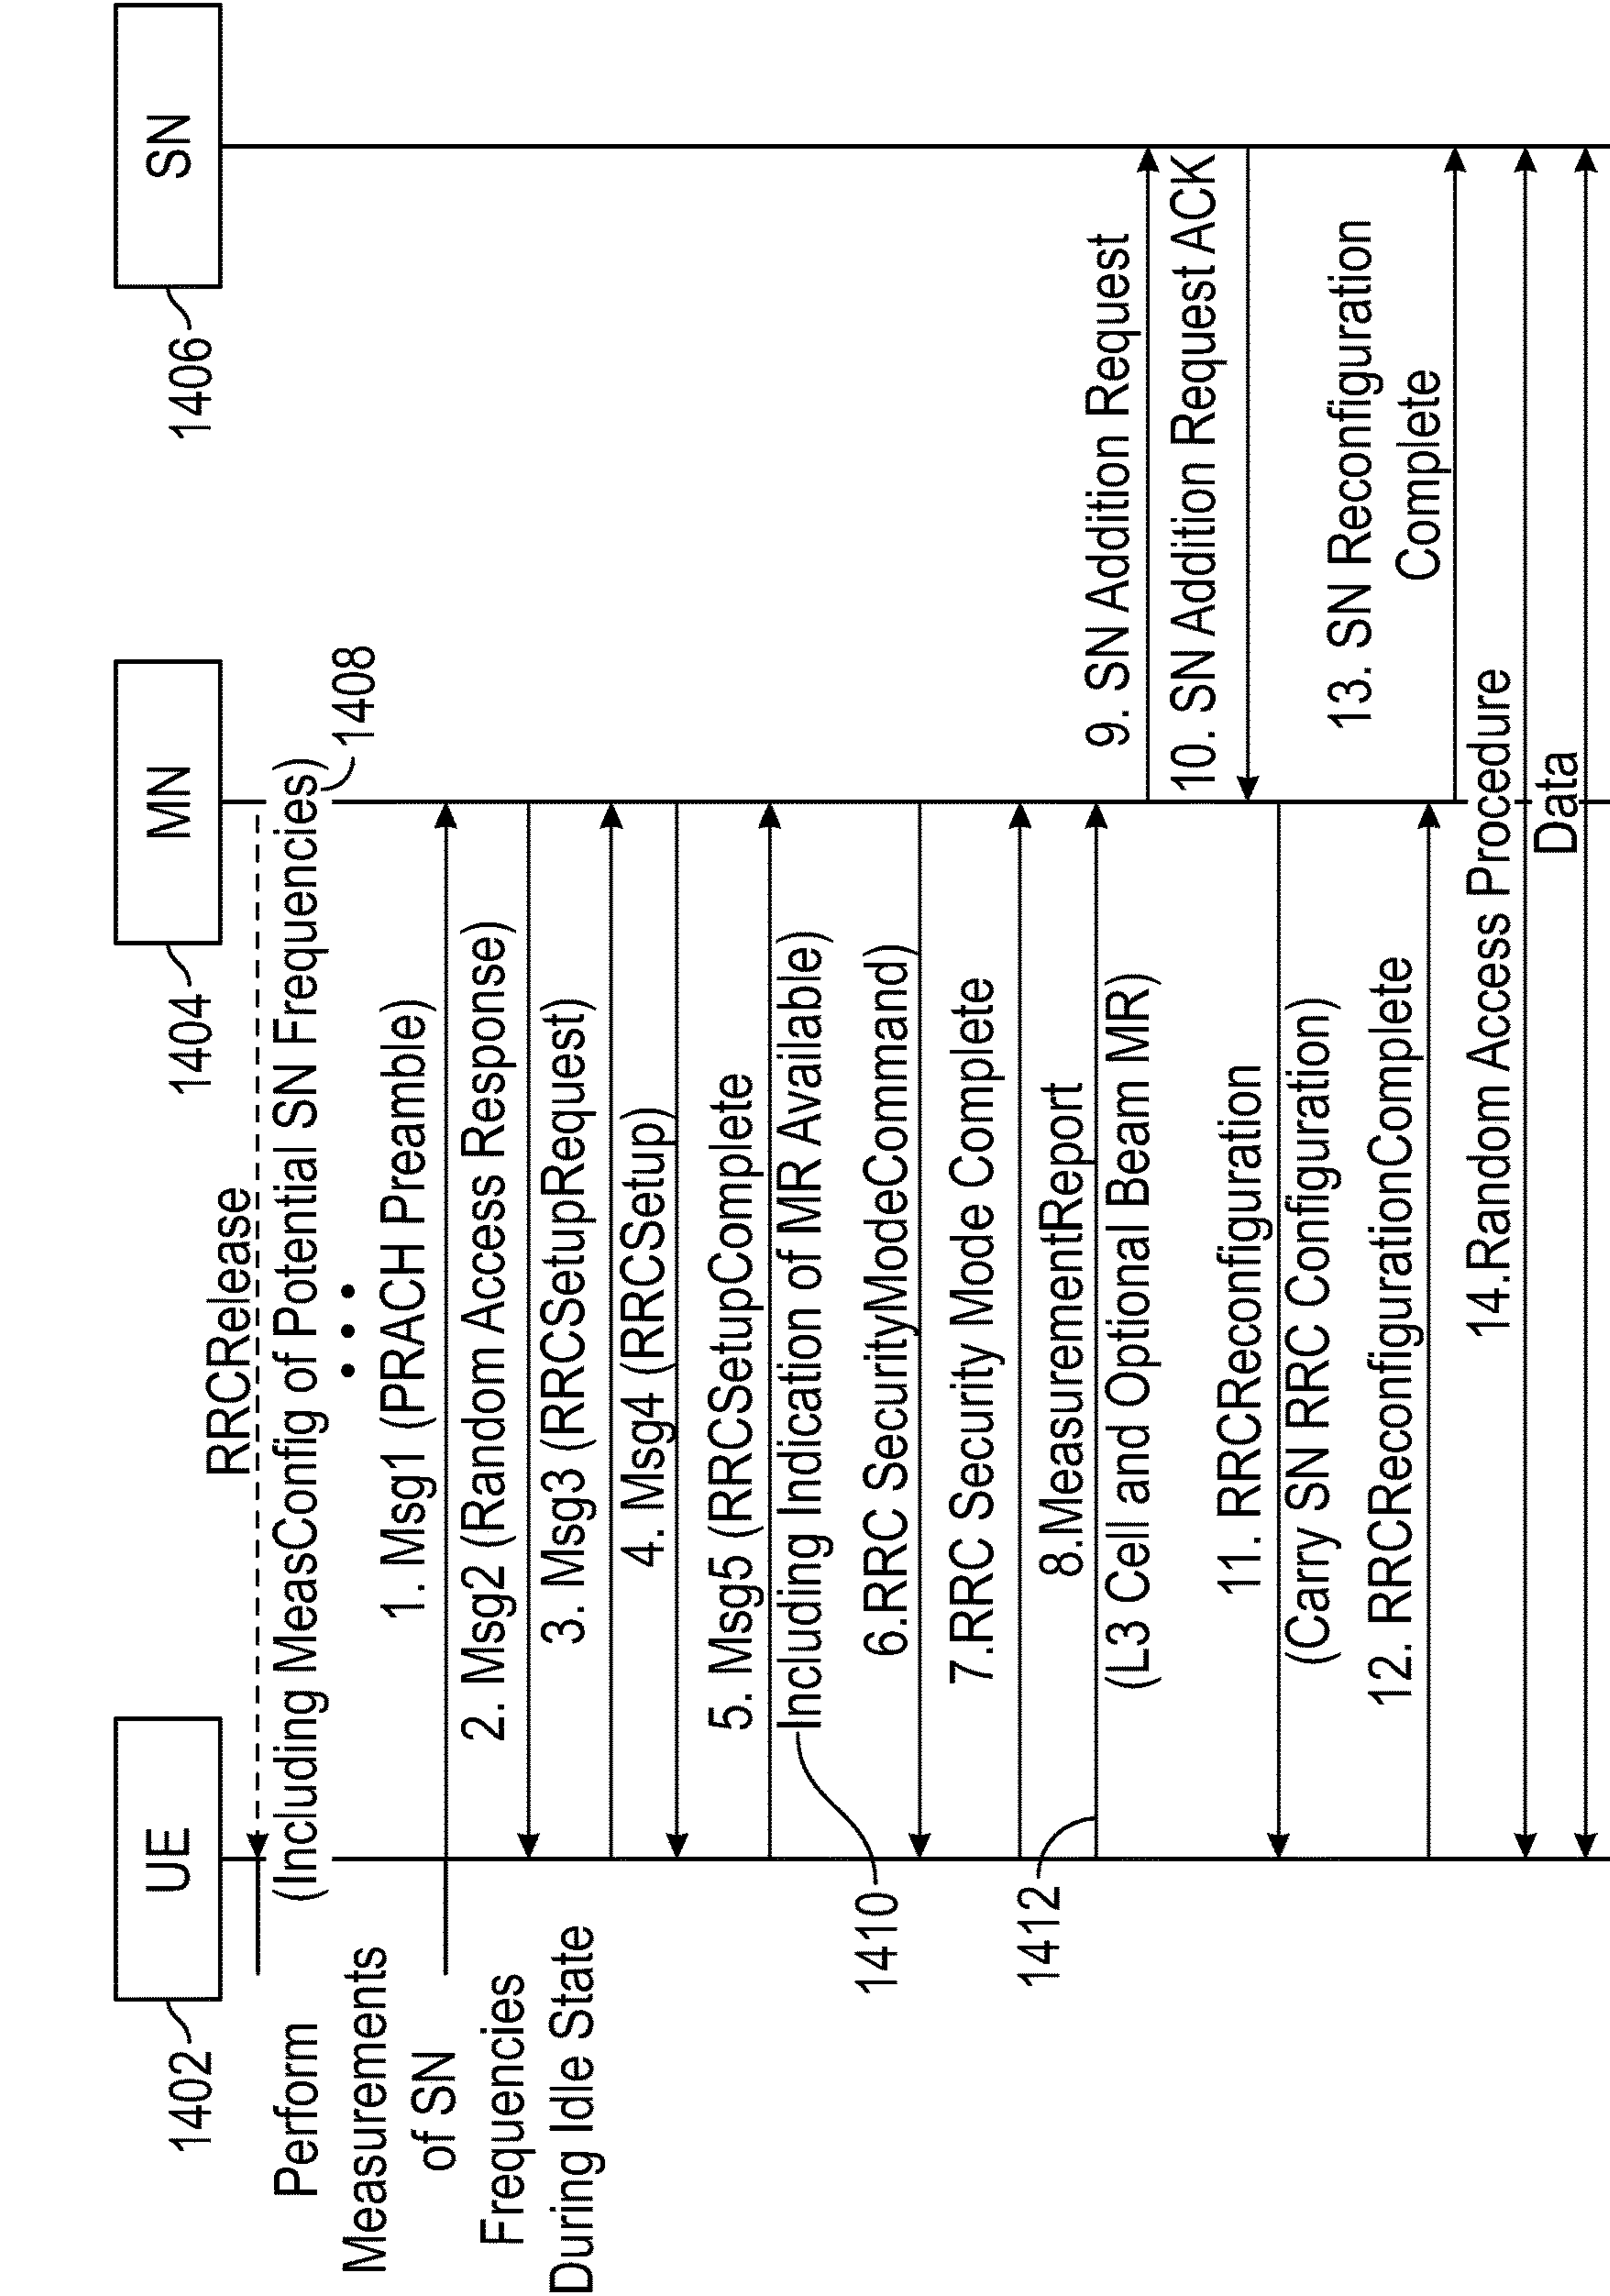 UE
MN
SN
1402
1404
1406
RRCRelease
(Including MeasConfig of Potential SN Frequencies)
1408
Perform
Measurements
of SN
Frequencies
During Idle State
1. Msg1 (PRACH Preamble)
2. Msg2 (Random Access Response)
3. Msg3 (RRCSetupRequest)
4. Msg4 (RRCSetup)
5. Msg5 (RRCSetupComplete
Including Indication of MR Available)
1410
6.RRC SecurityModeCommand)
7.RRC Security Mode Complete
8.MeasurementReport
(L3 Cell and Optional Beam MR)
1412
9. SN Addition Request
10. SN Addition Request ACK
11. RRCReconfiguration
(Carry SN RRC Configuration)
12. RRCReconfigurationComplete
13. SN Reconfiguration
Complete
14.Random Access Procedure
Data